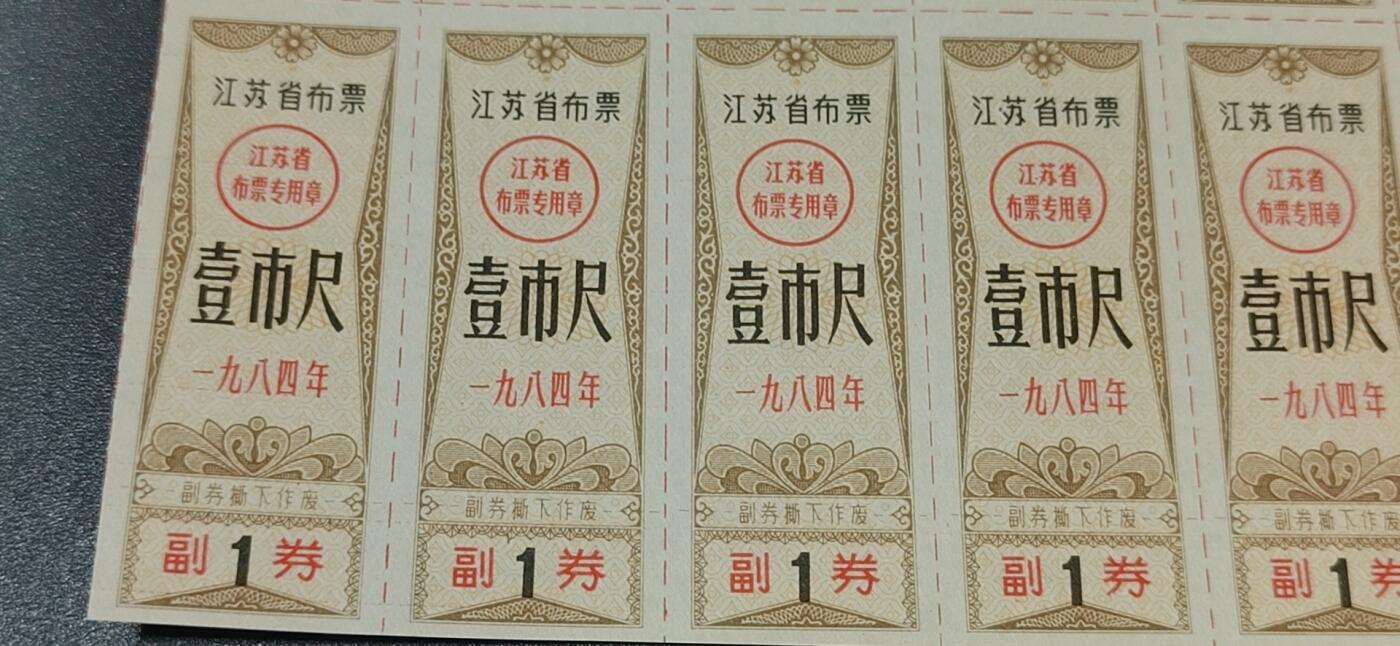 江苏省布票
江苏省
布票专用章
壹市尺
一九八四年
副券撕下作废
副1券
江苏省布票
江苏省
布票专用章
壹市尺
一九八四年
副券撕下作废
副1券
江苏省布票
江苏省
布票专用章
壹市尺
一九八四年
副券撕下作废
副1券
江苏省布票
江苏省
布票专用章
壹市尺
一九八四年
副券撕下作废
副1券
江苏省布票
江苏省
布票专用章
壹市尺
一九八四年
副券撕下作废
副1券